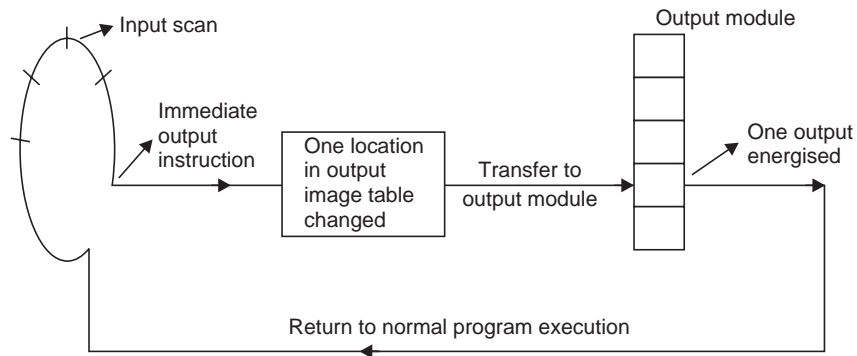 Input scan
Output module
Immediate
output
instruction
One location
in output
image table
changed
Transfer to
output module
One output
energised
Return to normal program execution